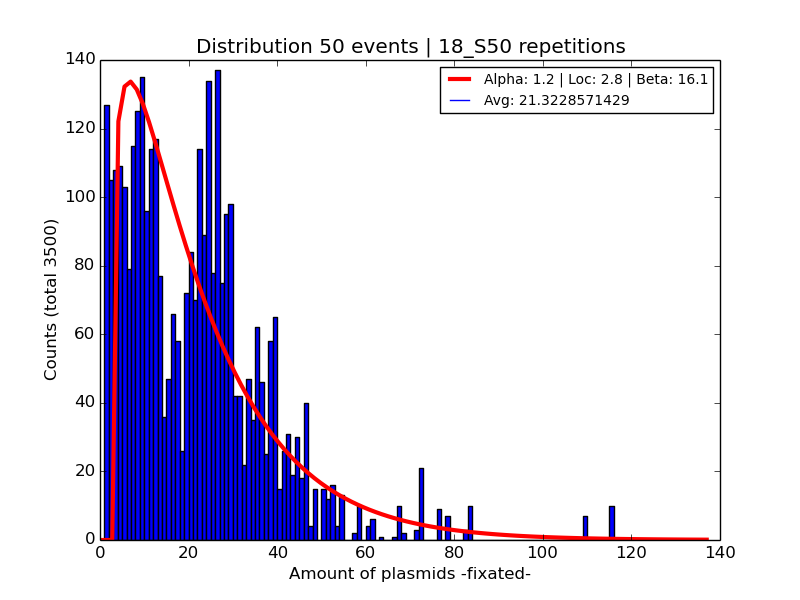 Distribution 50 events | 18_S50 repetitions
Alpha: 1.2 | Loc: 2.8 | Beta: 16.1
Avg: 21.3228571429
Counts (total 3500)
140
120
100
80
60
40
20
0
0 20 40 60 80 100 120 140
Amount of plasmids -fixated-